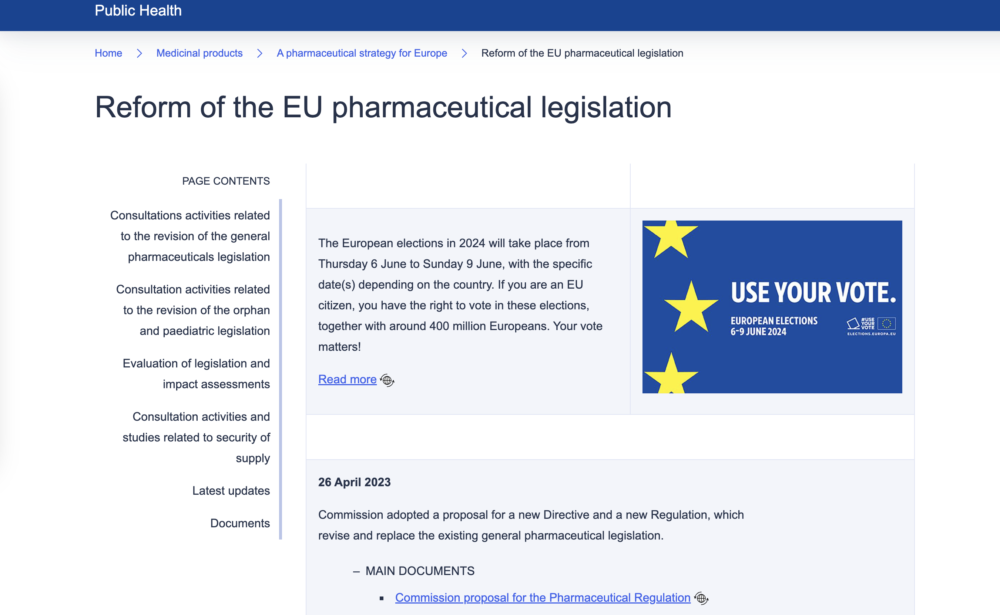 Public Health
Home > Medicinal products > A pharmaceutical strategy for Europe > Reform of the EU pharmaceutical legislation
Reform of the EU pharmaceutical legislation
PAGE CONTENTS
Consultations activities related
to the revision of the general
pharmaceuticals legislation
Consultation activities related
to the revision of the orphan
and paediatric legislation
Evaluation of legislation and
impact assessments
Consultation activities and
studies related to security of
supply
Latest updates
Documents
The European elections in 2024 will take place from
Thursday 6 June to Sunday 9 June, with the specific
date(s) depending on the country. If you are an EU
citizen, you have the right to vote in these elections,
together with around 400 million Europeans. Your vote
matters!
Read more
USE YOUR VOTE.
EUROPEAN ELECTIONS
6-9 JUNE 2024
#USE
YOUR
VOTE
ELECTIONS.EUROPA.EU
26 April 2023
Commission adopted a proposal for a new Directive and a new Regulation, which
revise and replace the existing general pharmaceutical legislation.
– MAIN DOCUMENTS
▪ Commission proposal for the Pharmaceutical Regulation